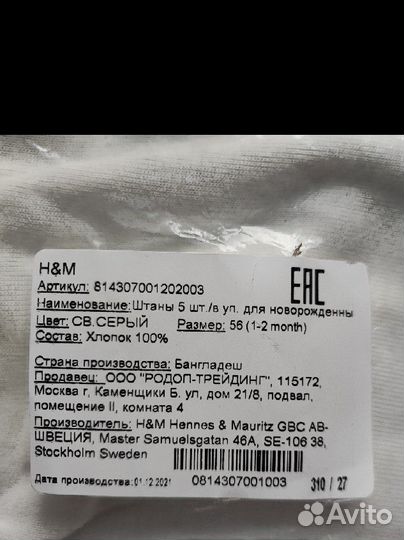 H&M
Артикул: 814307001202003
EAC
Наименование:Штаны 5 шт./в уп. для новорожденны
Цвет: СВ.СЕРЫЙ Размер: 56 (1-2 month)
Состав: Хлопок 100%
Страна производства: Бангладеш
Продавец: ООО "РОДОП-ТРЕЙДИНГ", 115172,
Москва г, Каменщики Б. ул, дом 21/8, подвал,
помещение II, комната 4
Производитель: H&M Hennes & Mauritz GBC AB-
ШВЕЦИЯ, Master Samuelsgatan 46A, SE-106 38,
Stockholm Sweden
Дата производства:01.12.2021 0814307001003 310 / 27
Avito